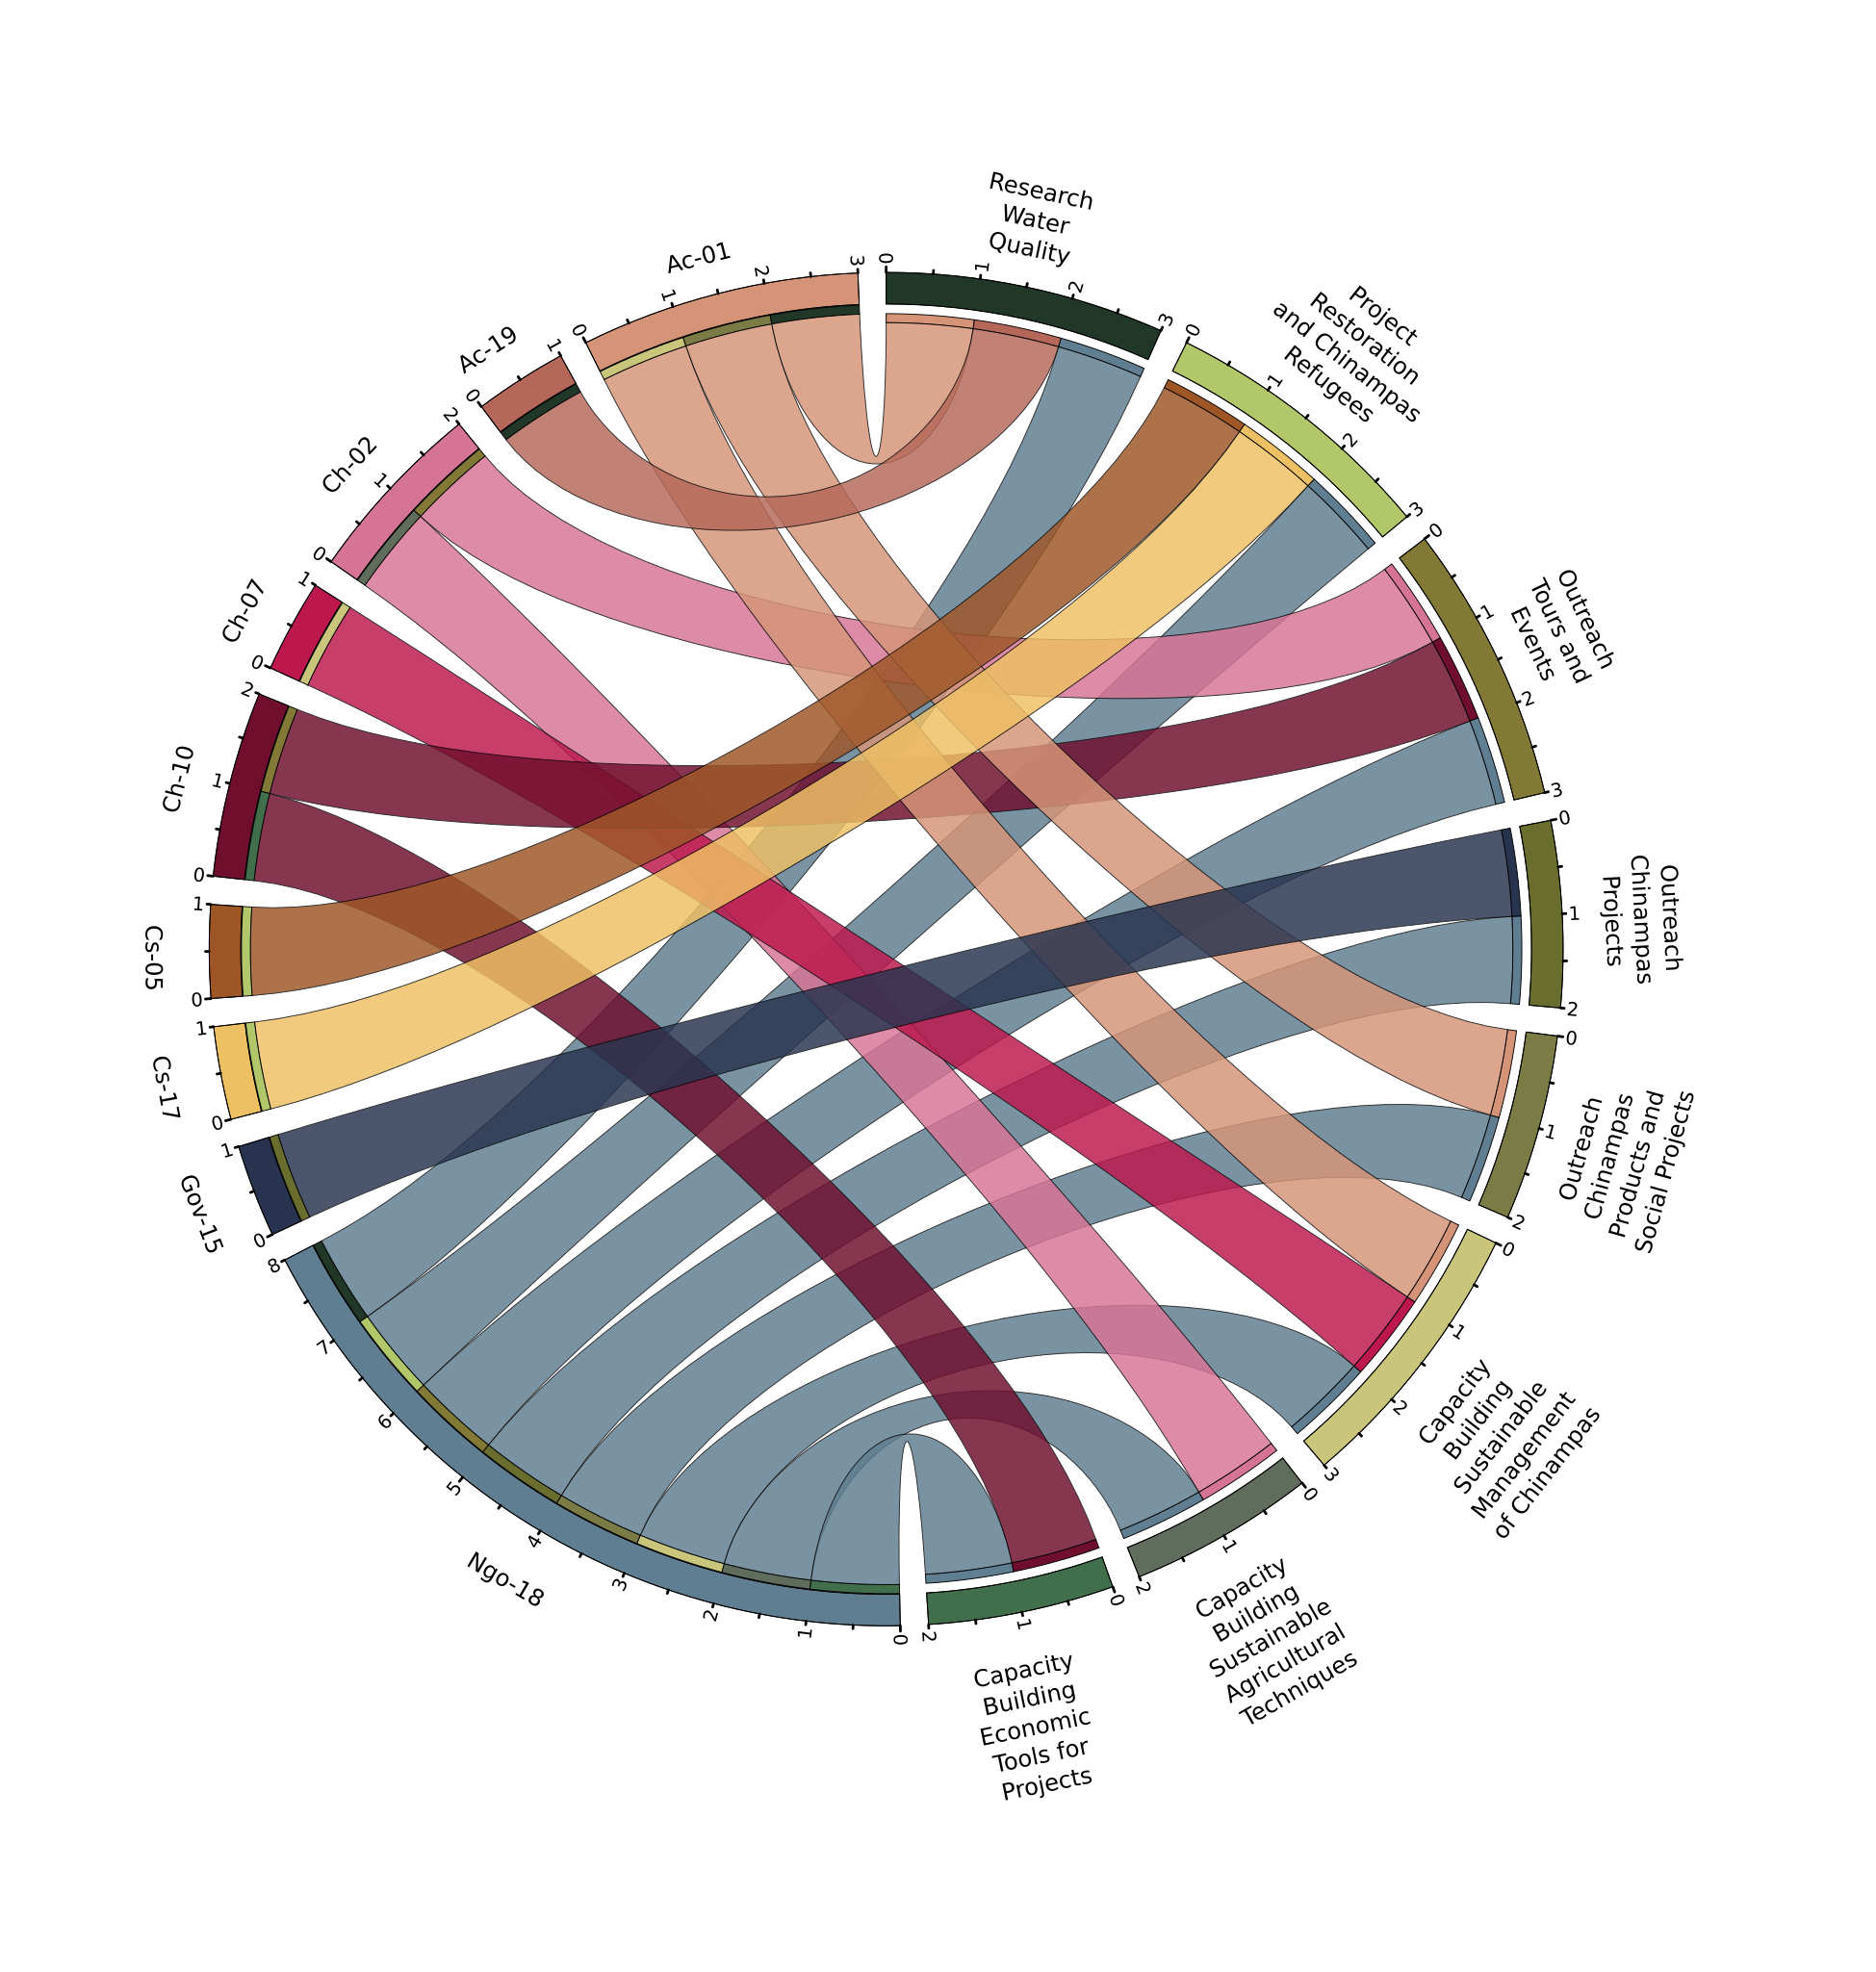 Research
Water
Quality
0
1
2
3
Project
Restoration
and Chinampas
Refugees
0
1
2
3
Outreach
Tours and
Events
0
1
2
3
Outreach
Chinampas
Projects
0
1
2
Outreach
Chinampas
Products and
Social Projects
0
1
2
Capacity
Building
Sustainable
Management
of Chinampas
0
1
2
3
Capacity
Building
Sustainable
Agricultural
Techniques
0
1
2
Capacity
Building
Economic
Tools for
Projects
0
1
2
Ngo-18
0
1
2
3
4
5
6
7
8
Gov-15
0
1
Cs-17
0
1
Cs-05
0
1
Ch-10
0
1
2
Ch-07
0
1
Ch-02
0
1
2
Ac-19
0
1
Ac-01
0
1
2
3